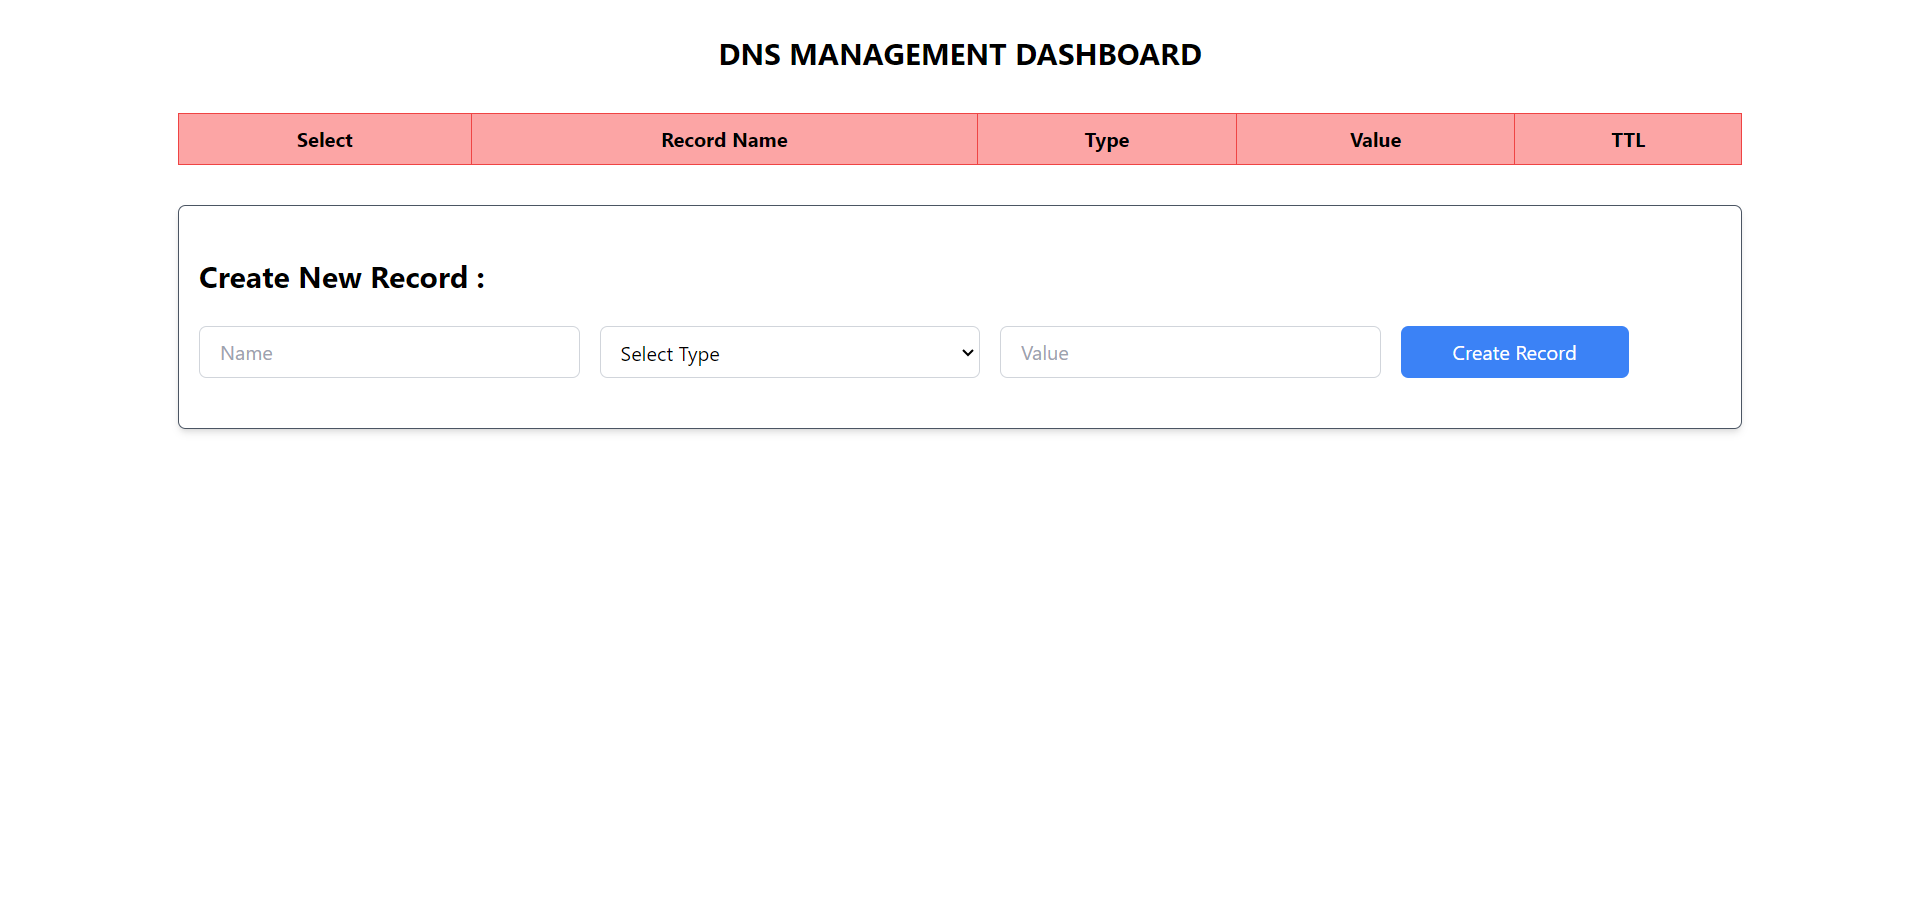 DNS MANAGEMENT DASHBOARD
Select Record Name Type Value TTL
Create New Record :
Name Select Type Value Create Record